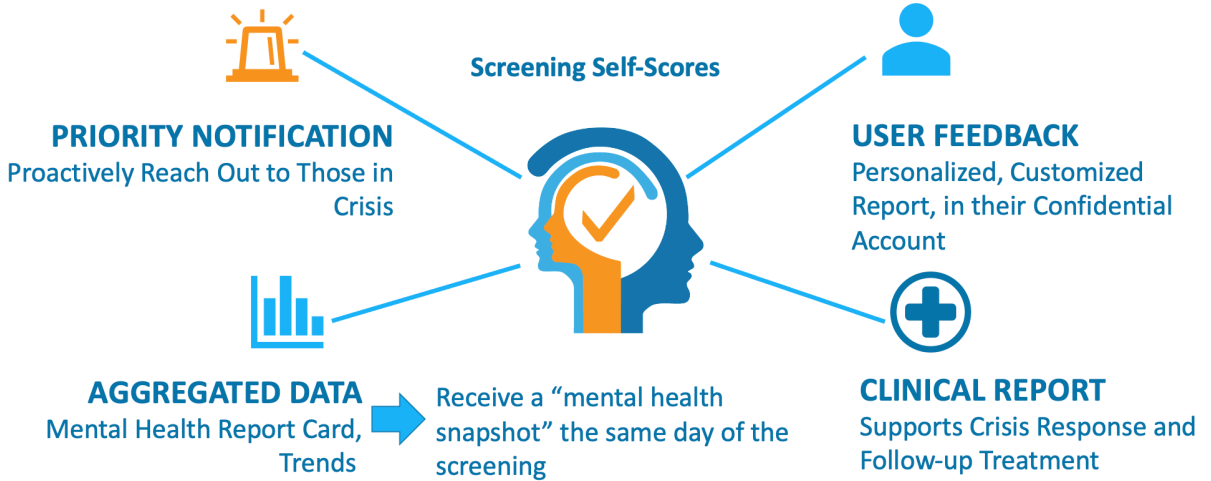 Screening Self-Scores
PRIORITY NOTIFICATION
Proactively Reach Out to Those in
Crisis
USER FEEDBACK
Personalized, Customized
Report, in their Confidential
Account
AGGREGATED DATA
Mental Health Report Card,
Trends
Receive a “mental health
snapshot” the same day of the
screening
CLINICAL REPORT
Supports Crisis Response and
Follow-up Treatment